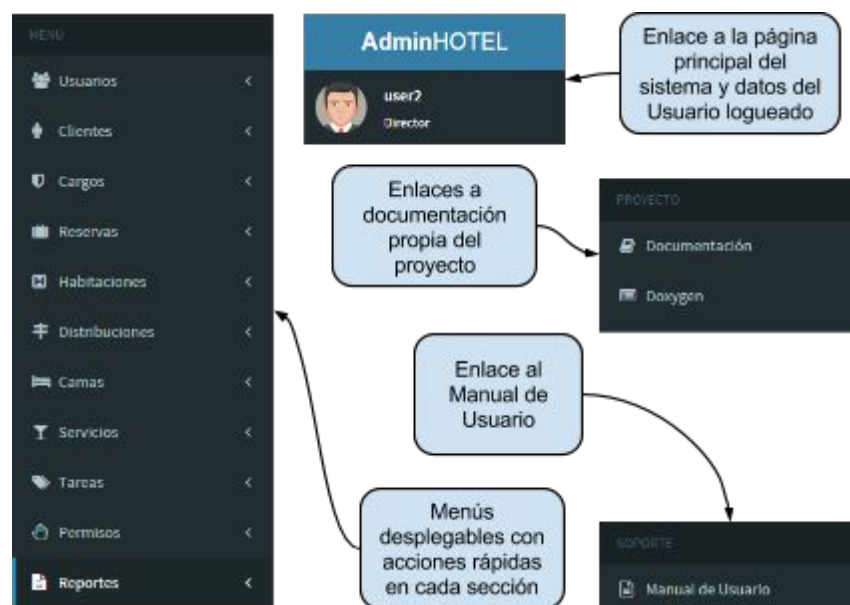 MENÚ
Usuarios
Clientes
Cargos
Reservas
Habitaciones
Distribuciones
Camas
Servicios
Tareas
Permisos
Reportes
AdminHOTEL
user2
Director
Enlace a la página
principal del
sistema y datos del
Usuario logueado
Enlaces a
documentación
propia del
proyecto
PROYECTO
Documentación
Doxygen
Enlace al
Manual de
Usuario
Menús
desplegables con
acciones rápidas
en cada sección
SOPORTE
Manual de Usuario